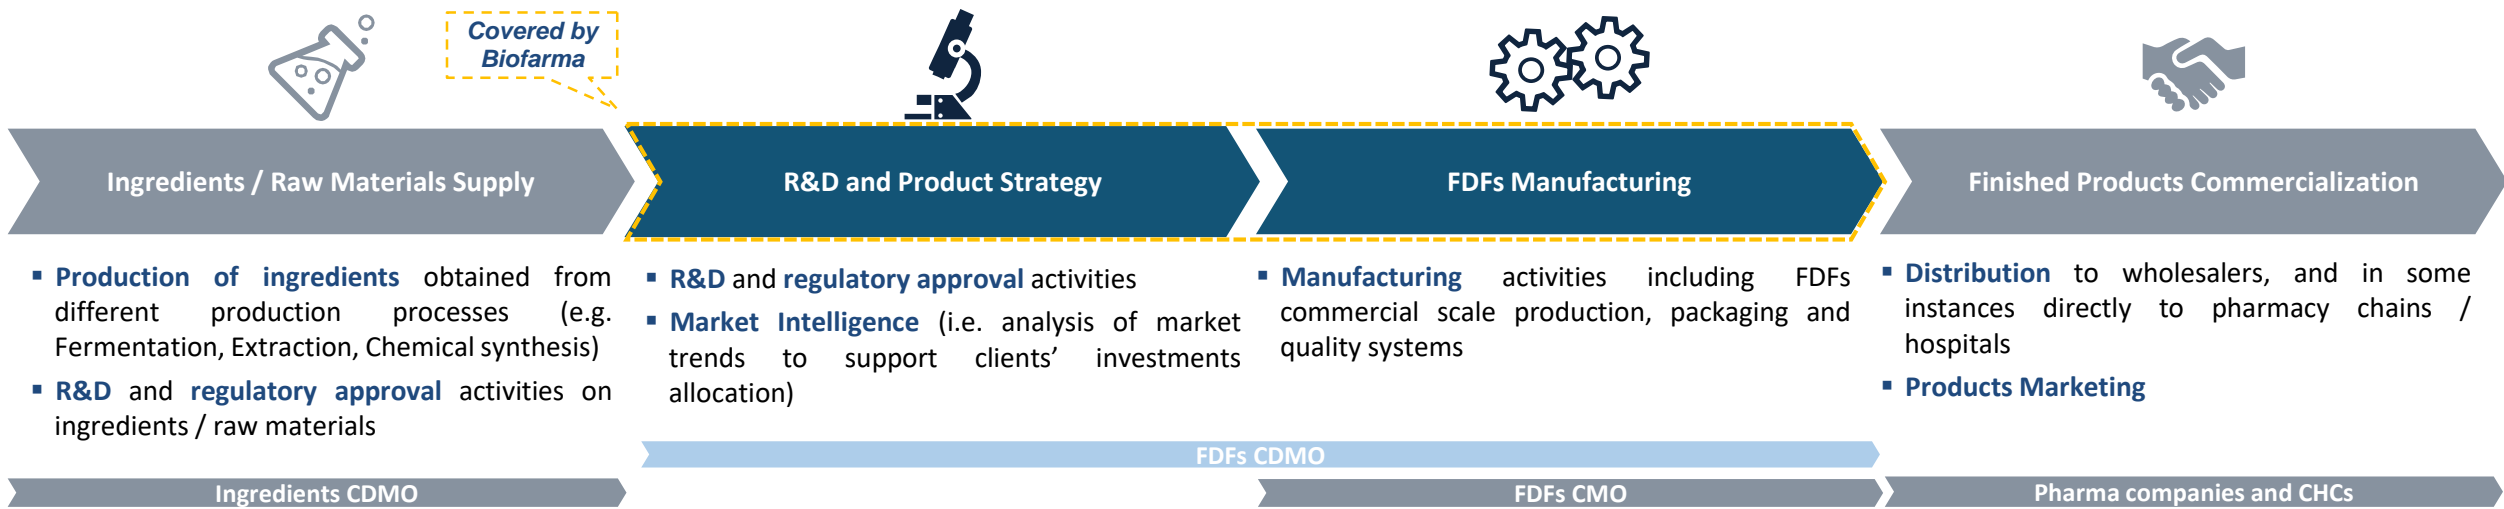 Covered by
Biofarma
Ingredients / Raw Materials Supply
R&D and Product Strategy
FDFs Manufacturing
Finished Products Commercialization
▪ Production of ingredients obtained from
different production processes (e.g.
Fermentation, Extraction, Chemical synthesis)
▪ R&D and regulatory approval activities on
ingredients / raw materials
▪ R&D and regulatory approval activities
▪ Market Intelligence (i.e. analysis of market
trends to support clients’ investments
allocation)
▪ Manufacturing activities including FDFs
commercial scale production, packaging and
quality systems
▪ Distribution to wholesalers, and in some
instances directly to pharmacy chains /
hospitals
▪ Products Marketing
FDFs CDMO
Ingredients CDMO
FDFs CMO
Pharma companies and CHCs